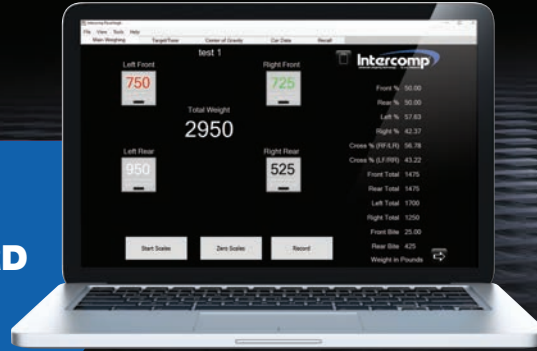 File View Tools Help
Main Weighing Target/Tune Center of Gravity Car Data Recall
test 1
Intercomp
Left Front Right Front
750 725
Total Weight
2950
Left Rear Right Rear
950 525
Front % 50.00
Rear % 50.00
Left % 57.63
Right % 42.37
Cross % (RF/LR) 56.78
Cross % (LF/RR) 43.22
Front Total 1475
Rear Total 1475
Left Total 1700
Right Total 1250
Front Bite 25.00
Rear Bite 425
Weight in Pounds
Start Scales Zero Scales Record